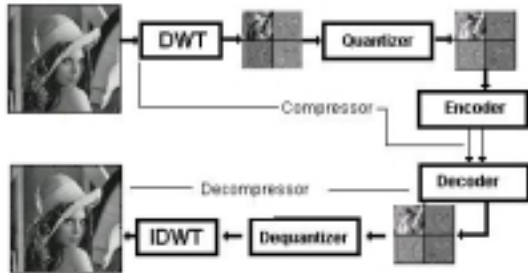 DWT
Quantizer
Compressor
Encoder
Decompressor
Decoder
IDWT
Dequantizer